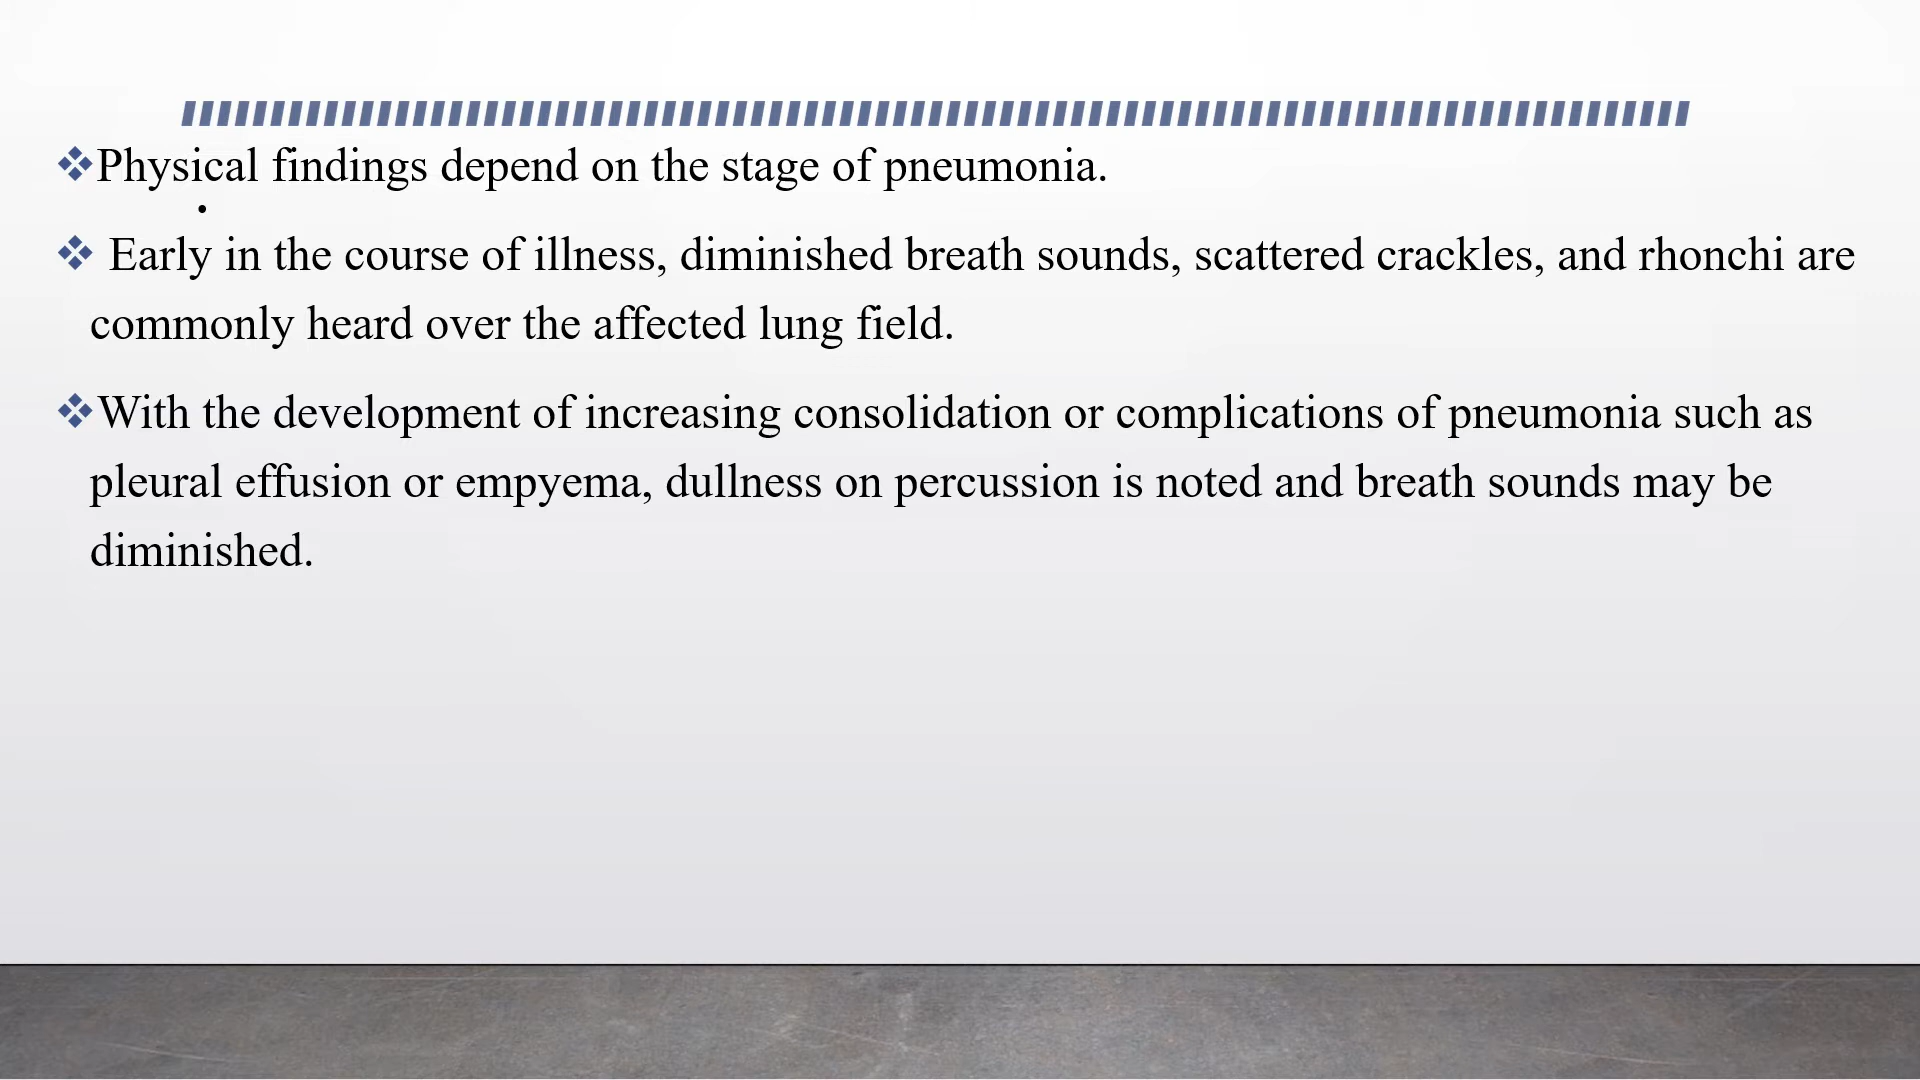 ❖Physical findings depend on the stage of pneumonia.
❖ Early in the course of illness, diminished breath sounds, scattered crackles, and rhonchi are
commonly heard over the affected lung field.
❖With the development of increasing consolidation or complications of pneumonia such as
pleural effusion or empyema, dullness on percussion is noted and breath sounds may be
diminished.